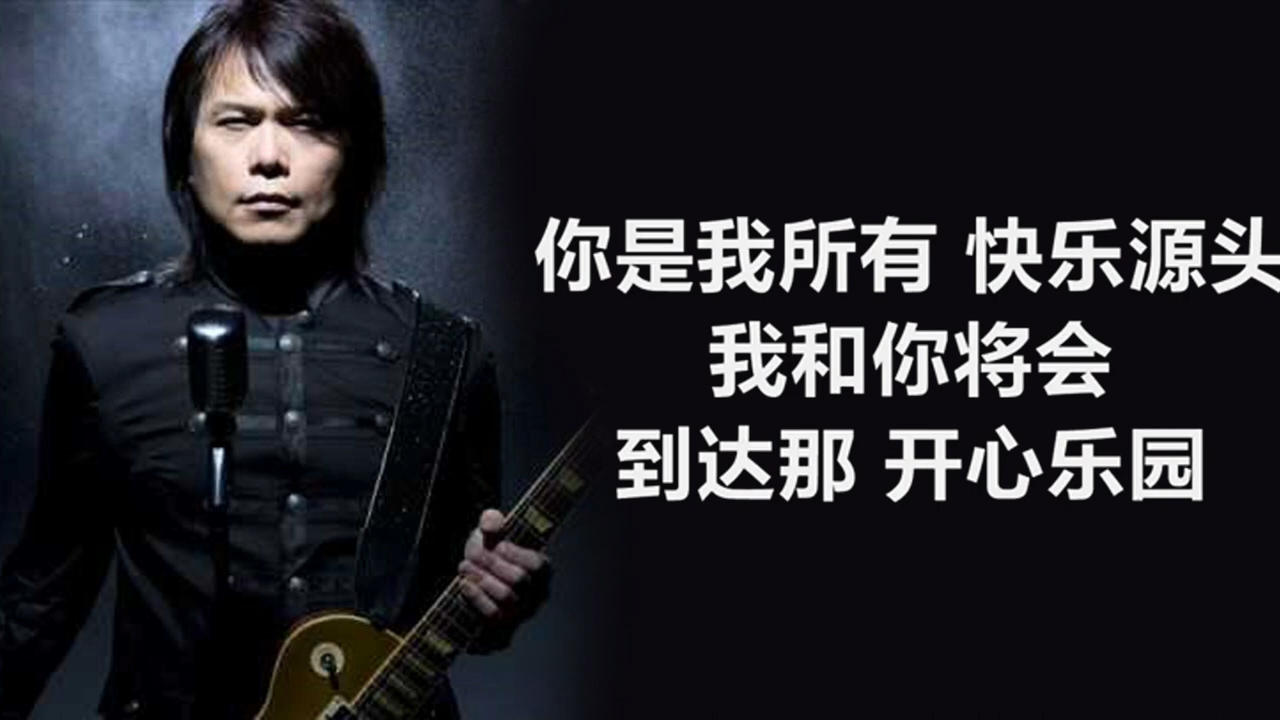 你是我所有 快乐源头
我和你将会
到达那 开心乐园